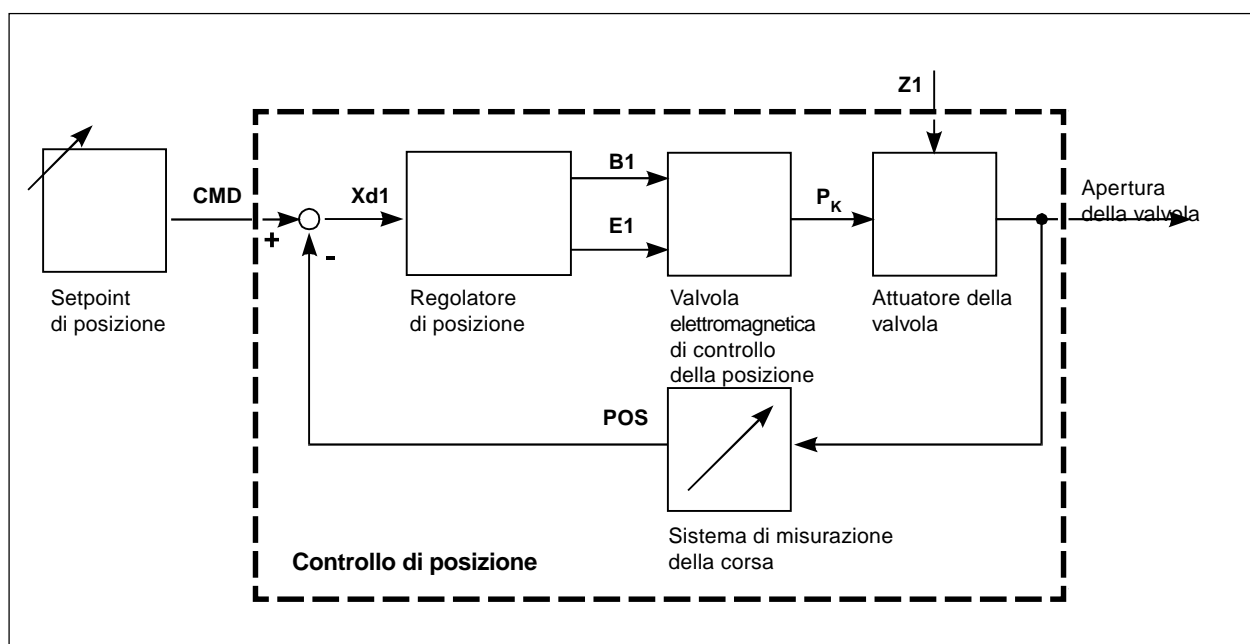 Z1
CMD
+
-
Xd1
B1
E1
P_K
Apertura
della valvola
Setpoint
di posizione
Regolatore
di posizione
Valvola
elettromagnetica
di controllo
della posizione
Attuatore della
valvola
POS
Sistema di misurazione
della corsa
Controllo di posizione